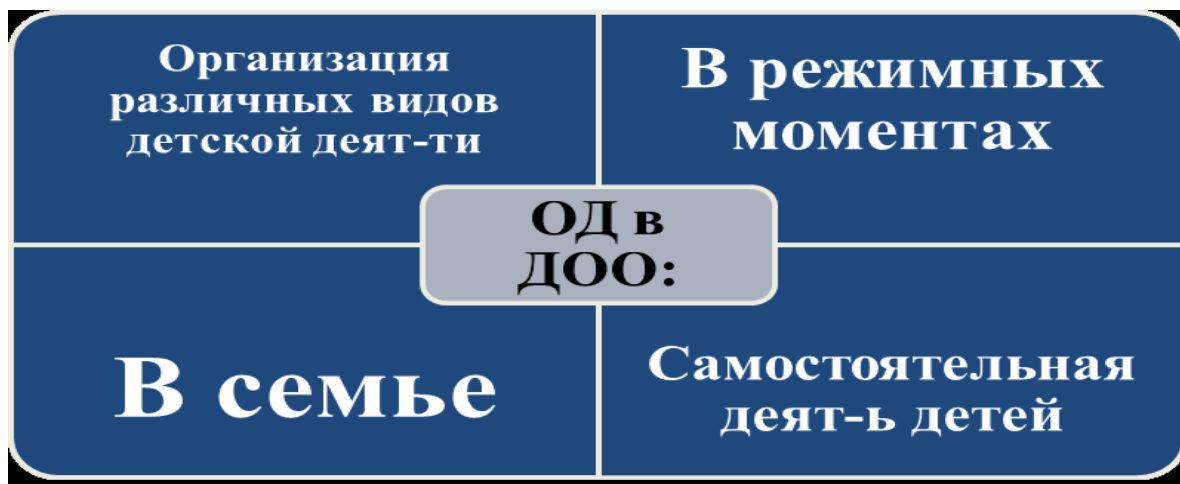 Организация
различных видов
детской деят-ти
В режимных
моментах
ОД в
ДОО:
В семье
Самостоятельная
деят-ь детей